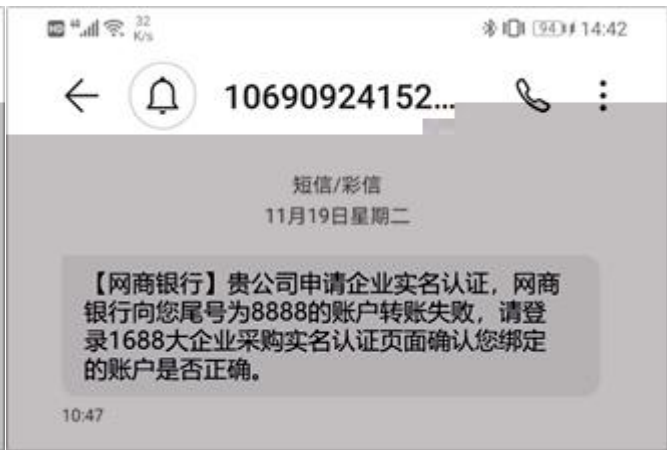 HD 4G 32 K/s 94 14:42
10690924152...
短信/彩信
11月19日星期二
【网商银行】贵公司申请企业实名认证,网商
银行向您尾号为8888的账户转账失败,请登
录1688大企业采购实名认证页面确认您绑定
的账户是否正确。
10:47